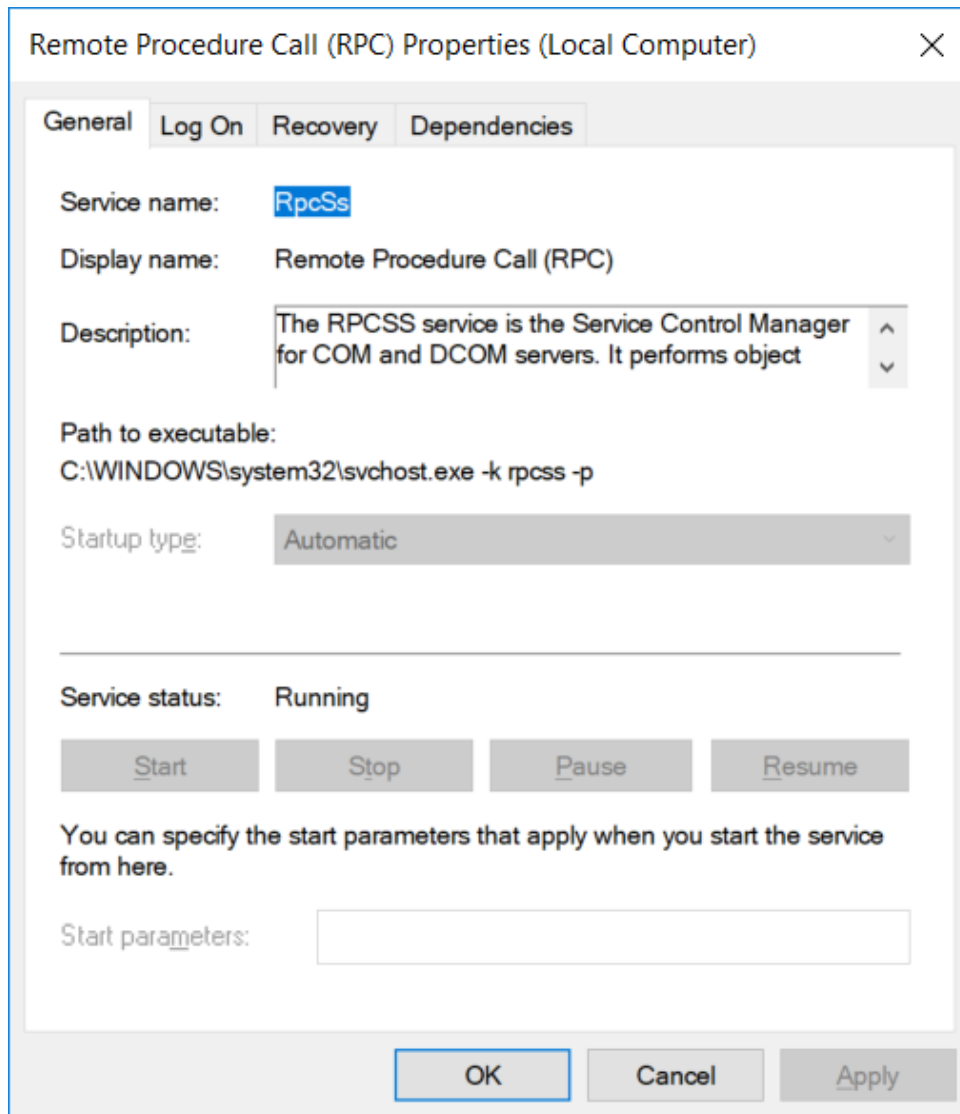 Remote Procedure Call (RPC) Properties (Local Computer)
General Log On Recovery Dependencies
Service name: RpcSs
Display name: Remote Procedure Call (RPC)
Description: The RPCSS service is the Service Control Manager
for COM and DCOM servers. It performs object
Path to executable:
C:\WINDOWS\system32\svchost.exe -k rpcss -p
Startup type: Automatic
Service status: Running
Start Stop Pause Resume
You can specify the start parameters that apply when you start the service
from here.
Start parameters:
OK Cancel Apply